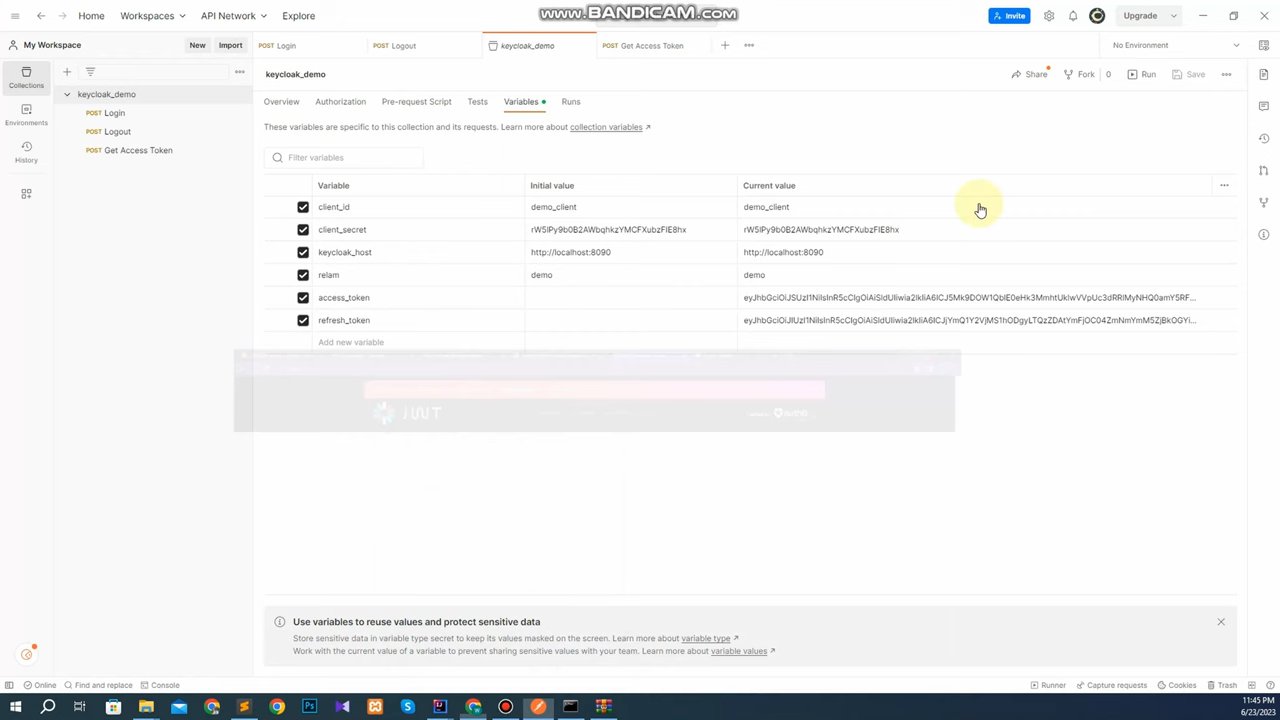 www.BANDICAM.com
Home Workspaces API Network Explore
Invite Upgrade
My Workspace New Import
POST Login POST Logout keycloak_demo POST Get Access Token No Environment
Collections
Environments
History
keycloak_demo
POST Login
POST Logout
POST Get Access Token
keycloak_demo Share Fork 0 Run Save
Overview Authorization Pre-request Script Tests Variables Runs
These variables are specific to this collection and its requests. Learn more about collection variables ↗
Filter variables
Variable Initial value Current value
client_id demo_client demo_client
client_secret
keycloak_host http://localhost:8090 http://localhost:8090
relam demo demo
access_token
refresh_token
Add new variable
JWT
Use variables to reuse values and protect sensitive data
Store sensitive data in variable type secret to keep its values masked on the screen. Learn more about variable type ↗
Work with the current value of a variable to prevent sharing sensitive values with your team. Learn more about variable values ↗
Online Find and replace Console Runner Capture requests Cookies Trash
11:45 PM
6/23/2023